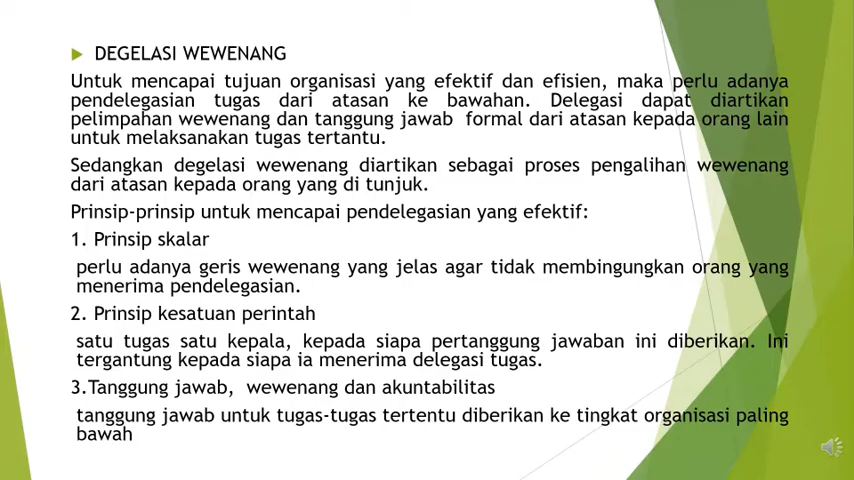 DEGELASI WEWENANG
Untuk mencapai tujuan organisasi yang efektif dan efisien, maka perlu adanya
pendelegasian tugas dari atasan ke bawahan. Delegasi dapat diartikan
pelimpahan wewenang dan tanggung jawab formal dari atasan kepada orang lain
untuk melaksanakan tugas tertantu.
Sedangkan degelasi wewenang diartikan sebagai proses pengalihan wewenang
dari atasan kepada orang yang di tunjuk.
Prinsip-prinsip untuk mencapai pendelegasian yang efektif:
1. Prinsip skalar
perlu adanya geris wewenang yang jelas agar tidak membingungkan orang yang
menerima pendelegasian.
2. Prinsip kesatuan perintah
satu tugas satu kepala, kepada siapa pertanggung jawaban ini diberikan. Ini
tergantung kepada siapa ia menerima delegasi tugas.
3.Tanggung jawab, wewenang dan akuntabilitas
tanggung jawab untuk tugas-tugas tertentu diberikan ke tingkat organisasi paling
bawah